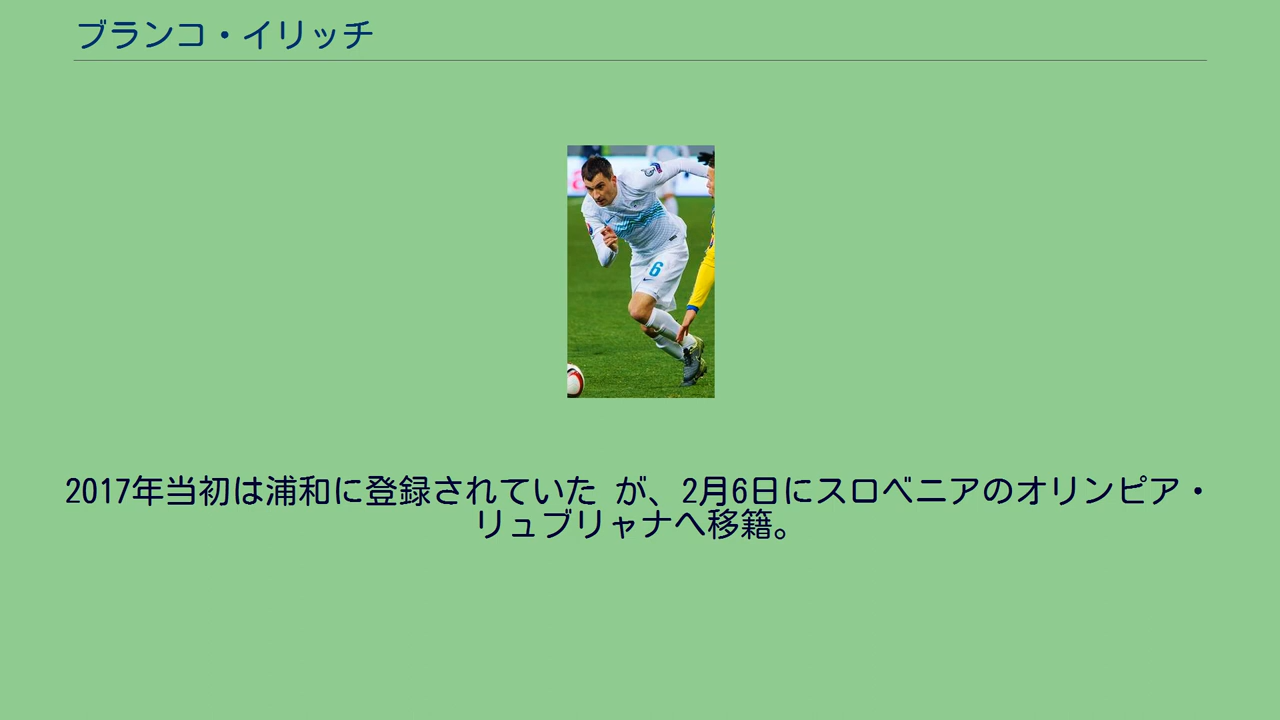 ブランコ・イリッチ
6
2017年当初は浦和に登録されていた が、2月6日にスロベニアのオリンピア・
リュブリャナへ移籍。